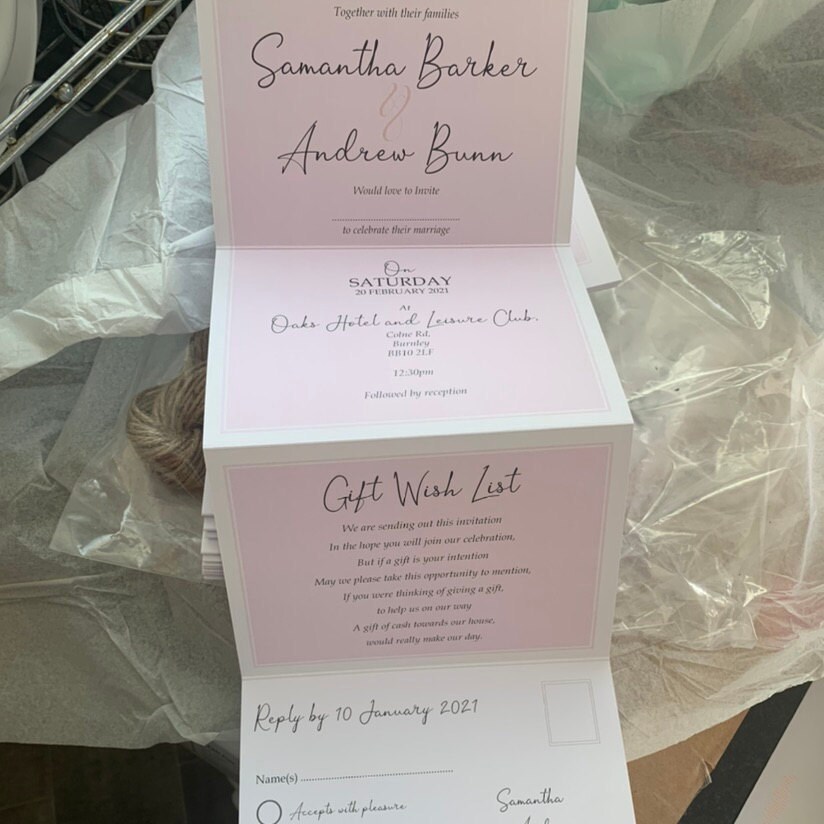 Together with their families
Samantha Barker
&
Andrew Bunn
Would love to Invite
to celebrate their marriage
On
SATURDAY
20 FEBRUARY 2021
At
Oaks Hotel and Leisure Club,
Colne Rd,
Burnley
BB10 2LF
12:30pm
Followed by reception
Gift Wish List
We are sending out this invitation
In the hope you will join our celebration,
But if a gift is your intention
May we please take this opportunity to mention,
If you were thinking of giving a gift,
to help us on our way
A gift of cash towards our house,
would really make our day.
Reply by 10 January 2021
Name(s)
Accepts with pleasure
Samantha